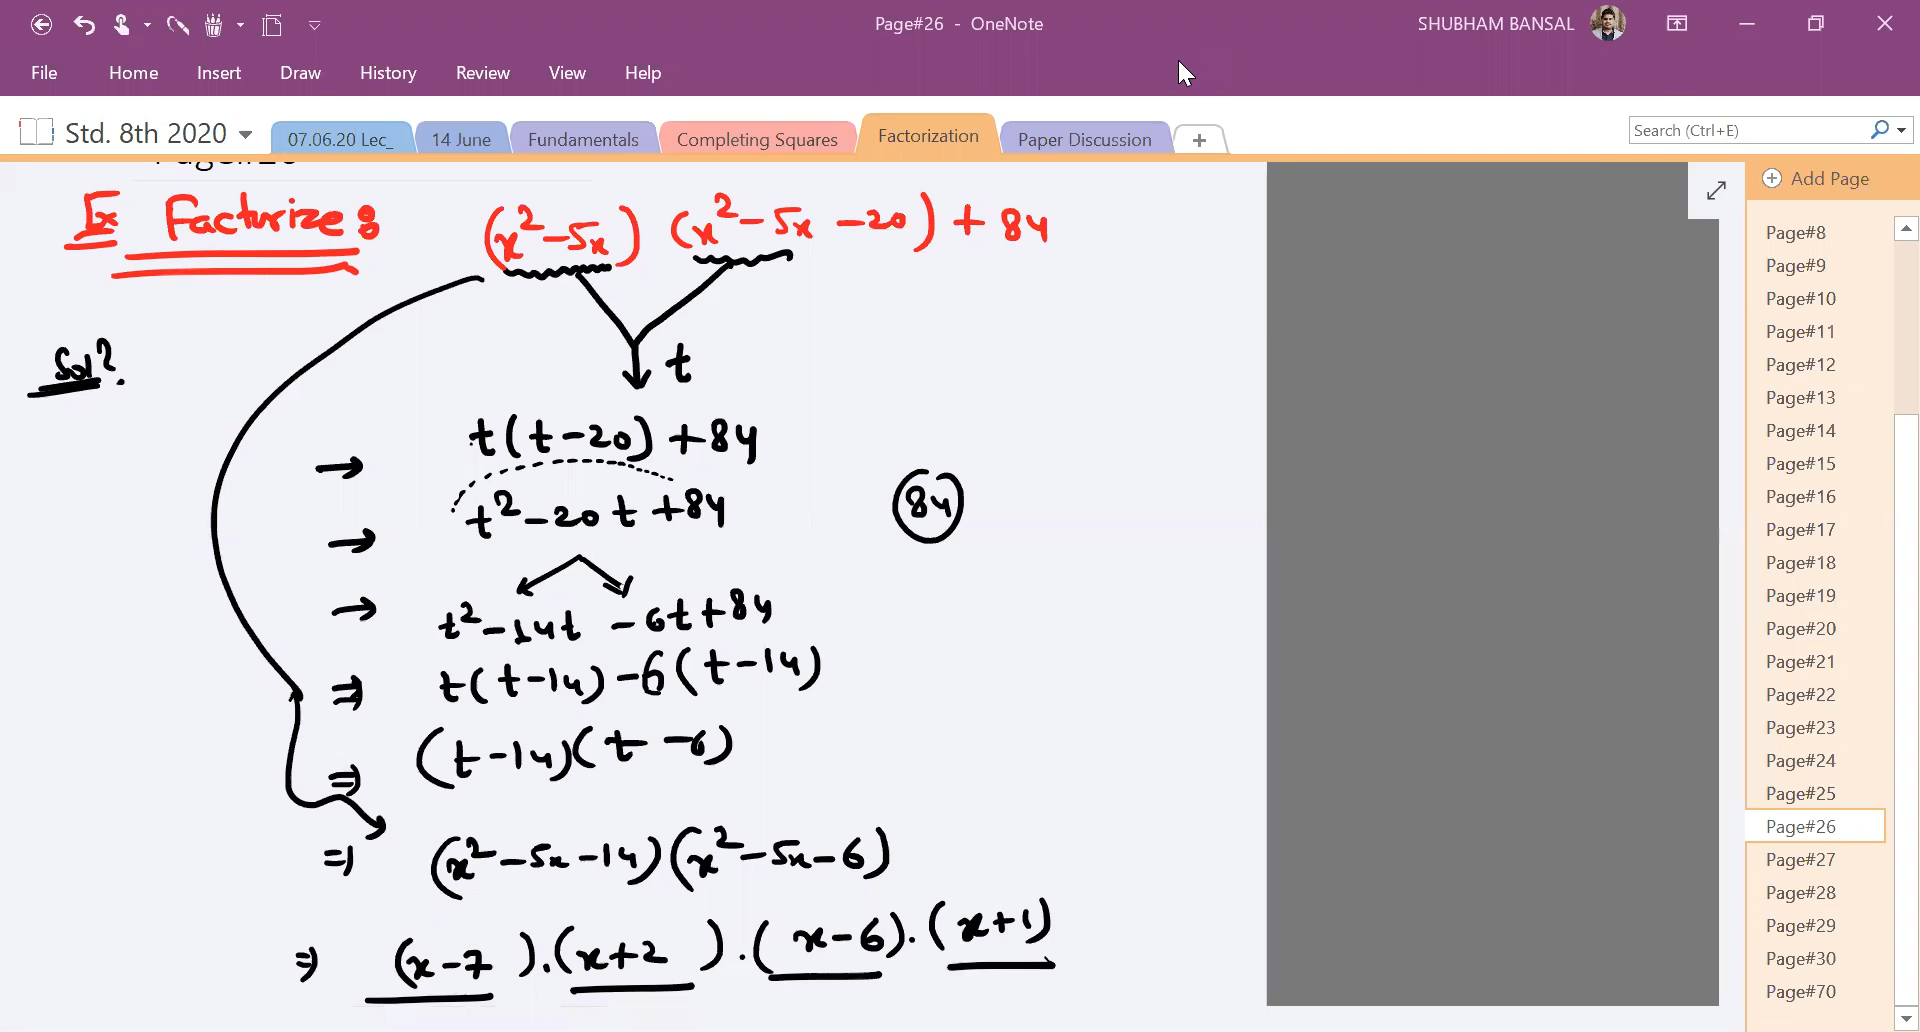 Page#26 - OneNote
SHUBHAM BANSAL
File Home Insert Draw History Review View Help
Std. 8th 2020
07.06.20 Lec_ 14 June Fundamentals Completing Squares Factorization Paper Discussion +
Search (Ctrl+E)
Page#26
Ex Facturize: (x² - 5x) (x² - 5x - 20) + 84
Sol?.
t
→ t(t - 20) + 84
→ t² - 20t + 84
84
→ t² - 14t - 6t + 84
⇒ t(t - 14) - 6(t - 14)
⇒ (t - 14)(t - 6)
⇒ (x² - 5x - 14)(x² - 5x - 6)
⇒ (x - 7).(x + 2).(x - 6).(x + 1)
Add Page
Page#8
Page#9
Page#10
Page#11
Page#12
Page#13
Page#14
Page#15
Page#16
Page#17
Page#18
Page#19
Page#20
Page#21
Page#22
Page#23
Page#24
Page#25
Page#26
Page#27
Page#28
Page#29
Page#30
Page#70